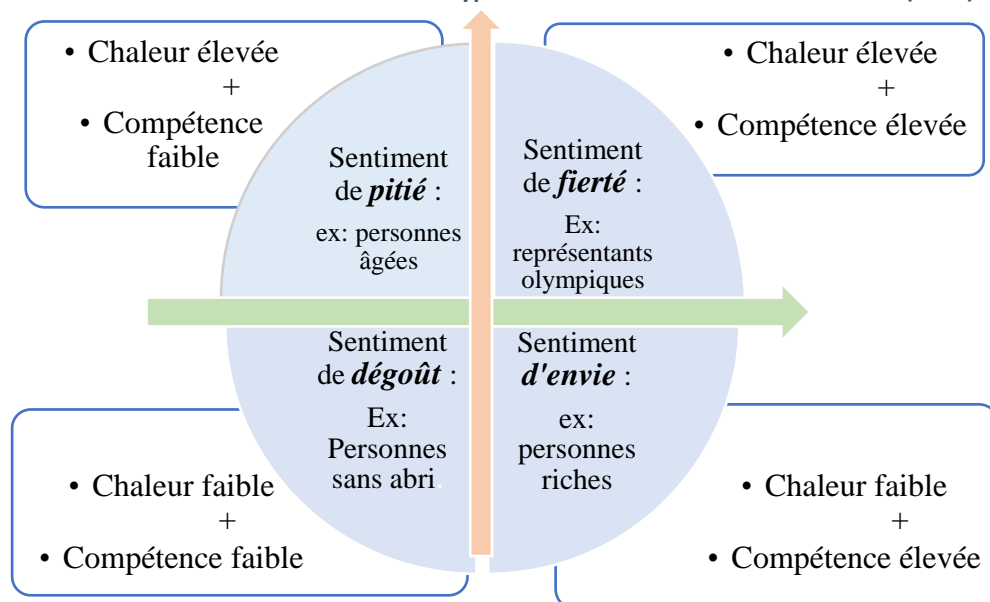 • Chaleur élevée
+
• Compétence
faible
Sentiment
de pitié :
ex: personnes
âgées
Sentiment
de fierté :
Ex:
représentants
olympiques
• Chaleur élevée
+
• Compétence élevée
Sentiment
de dégoût :
Ex:
Personnes
sans abri.
Sentiment
d'envie :
ex:
personnes
riches
• Chaleur faible
+
• Compétence faible
• Chaleur faible
+
• Compétence élevée